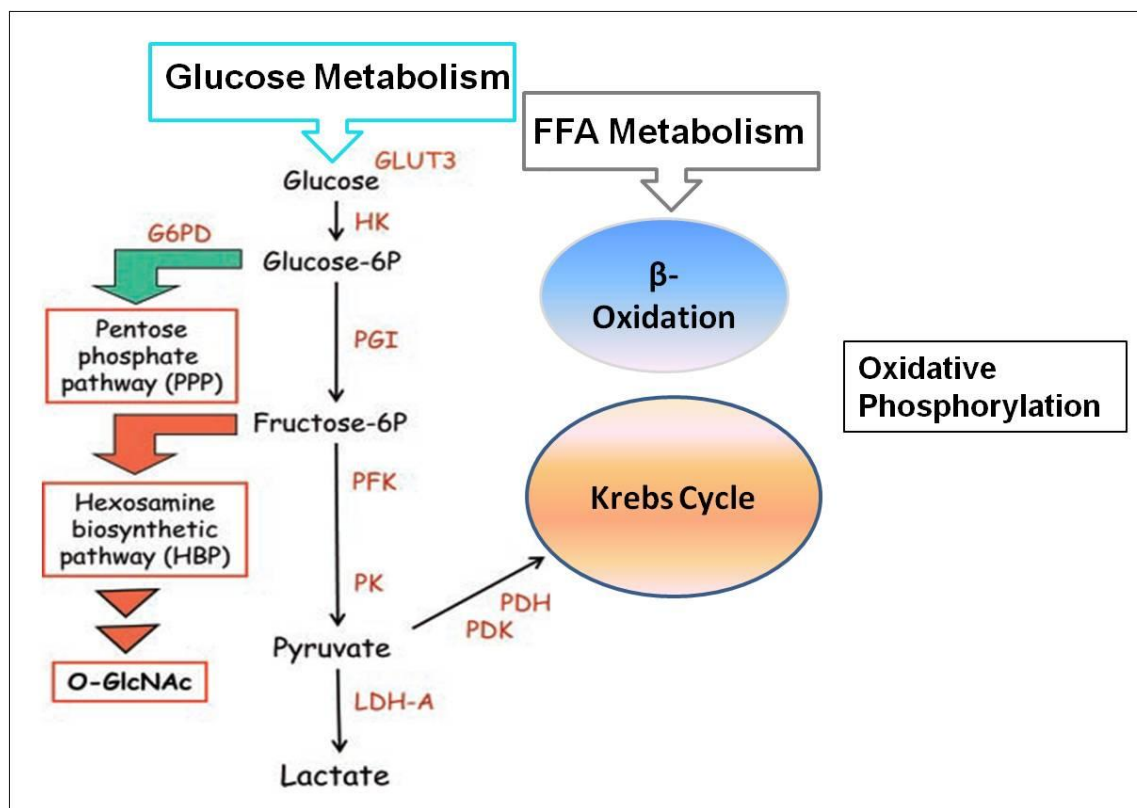 Glucose Metabolism
FFA Metabolism
GLUT3
Glucose
HK
G6PD
Glucose-6P
β-
Oxidation
Pentose
phosphate
pathway (PPP)
PGI
Oxidative
Phosphorylation
Fructose-6P
PFK
Krebs Cycle
Hexosamine
biosynthetic
pathway (HBP)
PK
PDH
PDK
Pyruvate
O-GlcNAc
LDH-A
Lactate